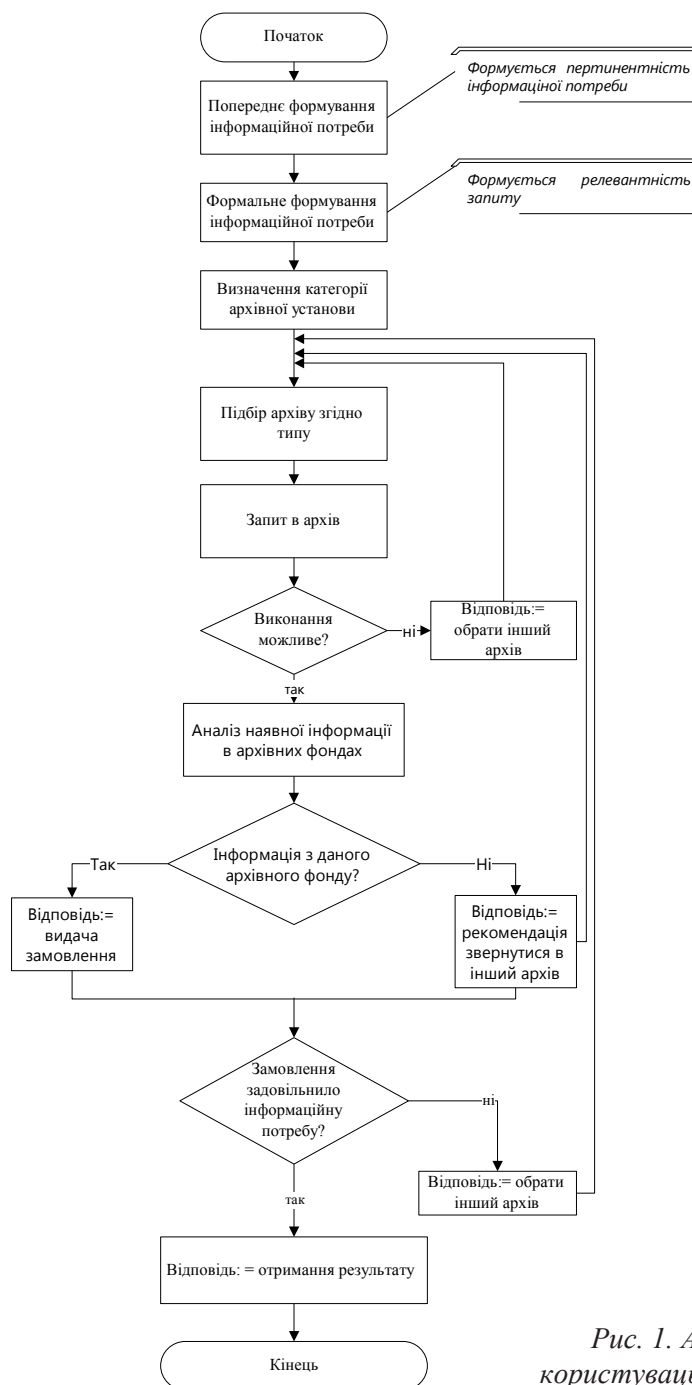 Початок
Формується пертинентність
інформаціної потреби
Попереднє формування
інформаційної потреби
Формується релевантність
запиту
Формальне формування
інформаційної потреби
Визначення категорії
архівної установи
Підбір архіву згідно
типу
Запит в архів
Виконання
можливе?
ні
Відповідь:=
обрати інший
архів
так
Аналіз наявної інформації
в архівних фондах
Інформація з даного
архівного фонду?
Так
Ні
Відповідь:=
видача
замовлення
Відповідь:=
рекомендація
звернутися в
інший архів
Замовлення
задовільнило
інформаційну
потребу?
ні
Відповідь:= обрати
інший архів
так
Відповідь: = отримання результату
Кінець
Рис. 1. А
користуваць